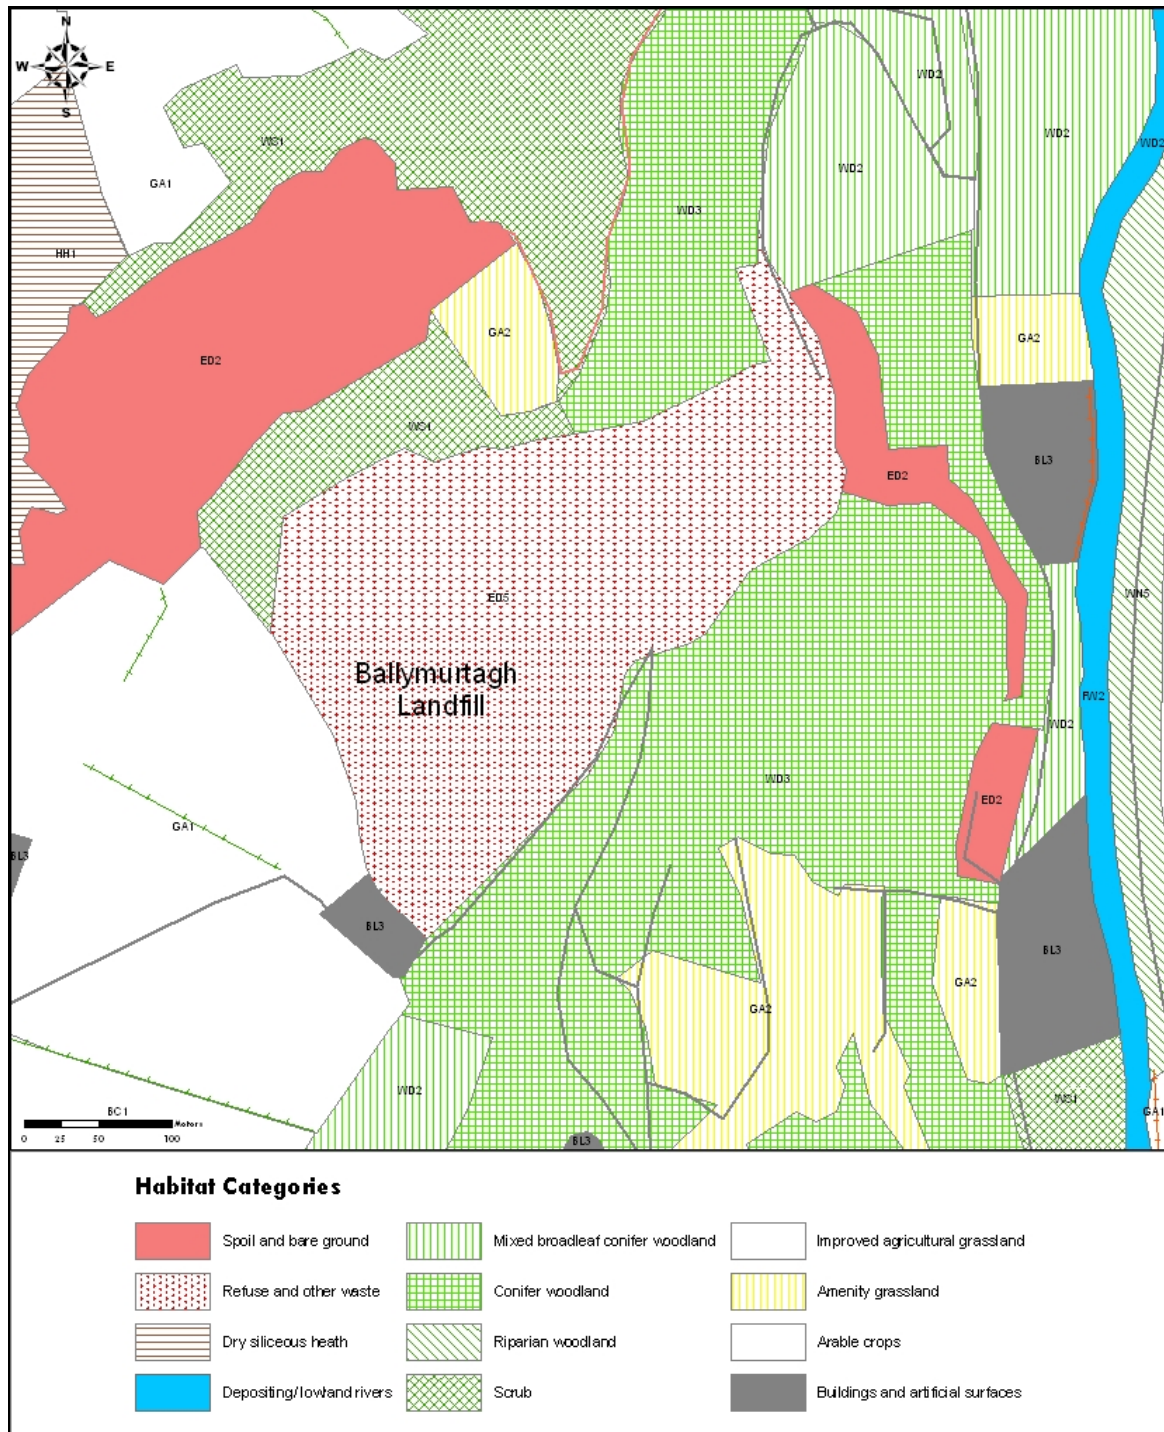 N
W E
S
WD2
WD2
WD2
WS1
WD2
GA1
WD3
HH1
GA2
GA2
ED2
WS1
BL3
ED2
ED5
WN5
Ballymurtagh
Landfill
FW2
WD2
WD3
ED2
GA1
BL3
BL3
BL3
GA2
GA2
WD2
WS1
BC1
GA1
Meters
0 25 50 100
BL3
Habitat Categories
Spoil and bare ground
Mixed broadleaf conifer woodland
Improved agricultural grassland
Refuse and other waste
Conifer woodland
Amenity grassland
Dry siliceous heath
Riparian woodland
Arable crops
Depositing/lowland rivers
Scrub
Buildings and artificial surfaces